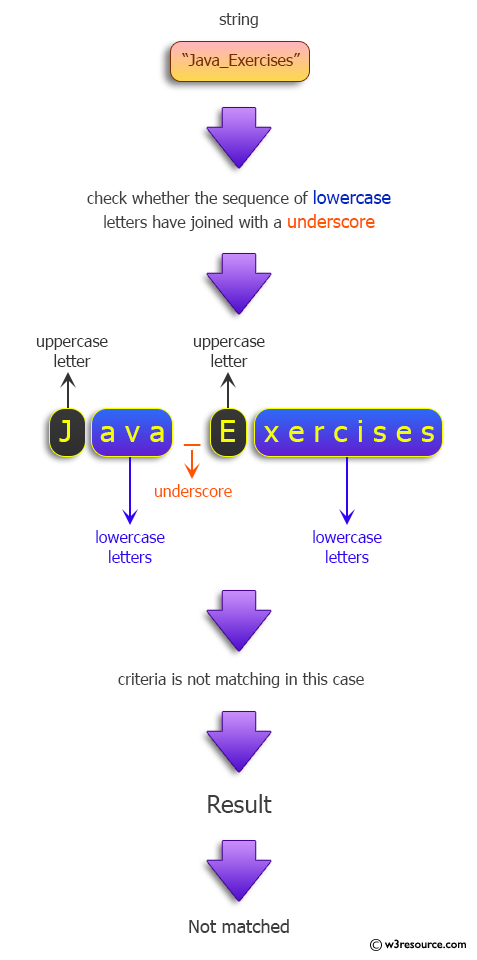 string
“Java_Exercises”
check whether the sequence of lowercase
letters have joined with a underscore
uppercase letter
uppercase letter
Java_Exercises
underscore
lowercase letters
lowercase letters
criteria is not matching in this case
Result
Not matched
© w3resource.com